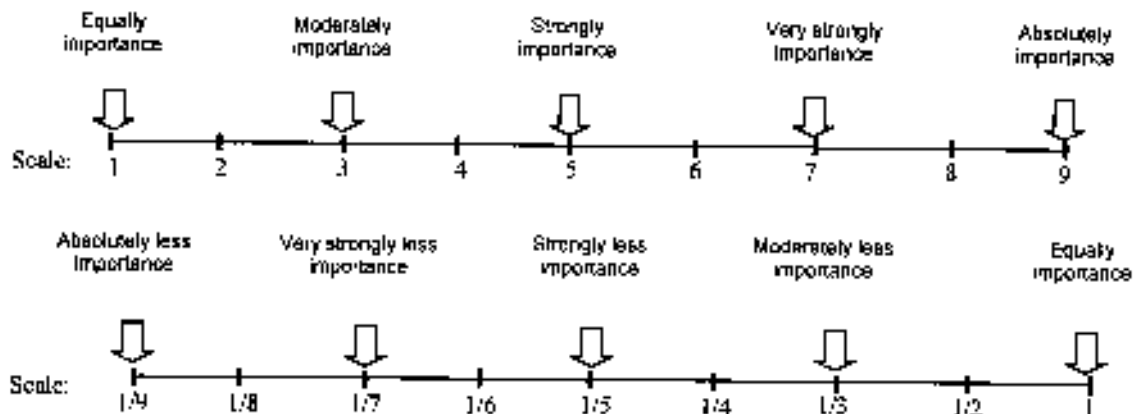 Equally importance
Moderately importance
Strongly importance
Very strongly importance
Absolutely importance
Scale: 1 2 3 4 5 6 7 8 9
Absolutely less importance
Very strongly less importance
Strongly less importance
Moderately less importance
Equally importance
Scale: 1/9 1/8 1/7 1/6 1/5 1/4 1/3 1/2 1